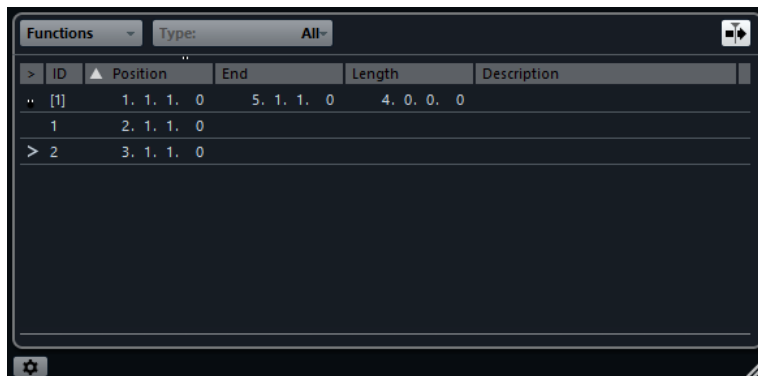 Functions Type: All
> ID Position End Length Description
[1] 1. 1. 1. 0 5. 1. 1. 0 4. 0. 0. 0
1 2. 1. 1. 0
> 2 3. 1. 1. 0